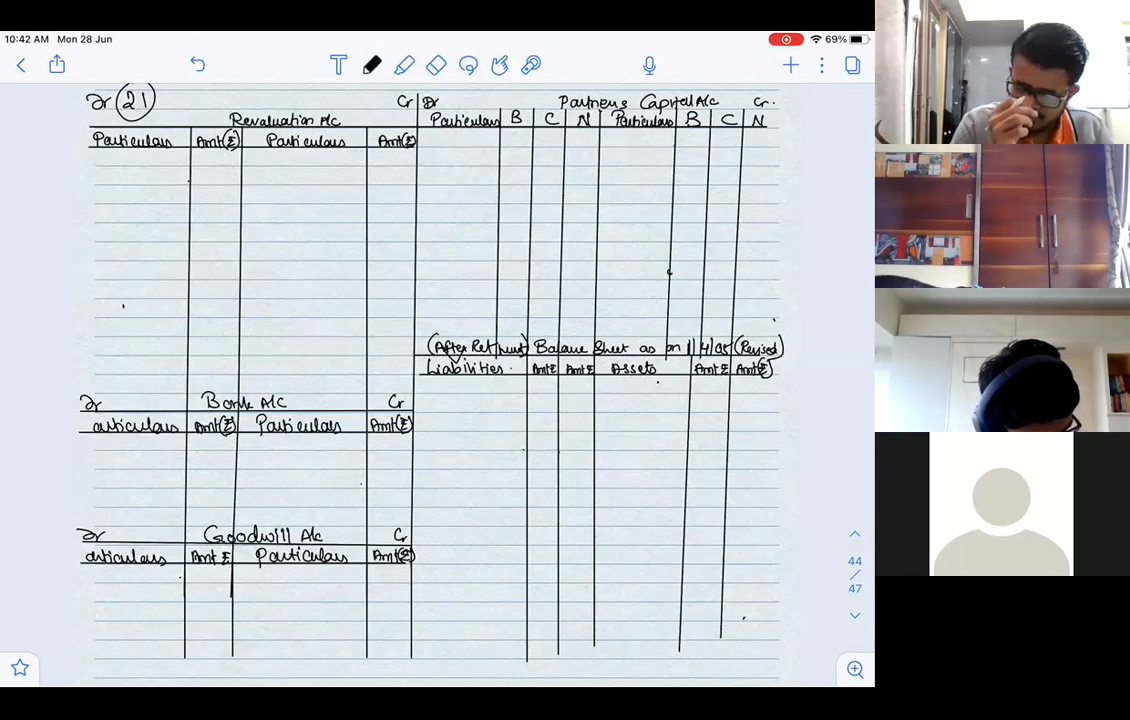 10:42 AM Mon 28 Jun
69%
Dr (21) Cr
Revaluation A/c
Particulars Amt(₹) Particulars Amt(₹)
Dr Partners Capital A/c Cr.
Particulars B C N Particulars B C N
(After Retirement) Balance Sheet as on 1/4/05 (Revised)
Liabilities. Amt ₹ Amt ₹ Assets Amt ₹ Amt(₹)
Dr Bank A/c Cr
articulars Amt(₹) Particulars Amt(₹)
Dr Goodwill A/c Cr
articulars Amt ₹ Particulars Amt(₹)
44
/
47